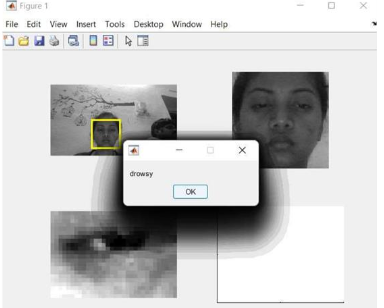 Figure 1
File Edit View Insert Tools Desktop Window Help
drowsy
OK